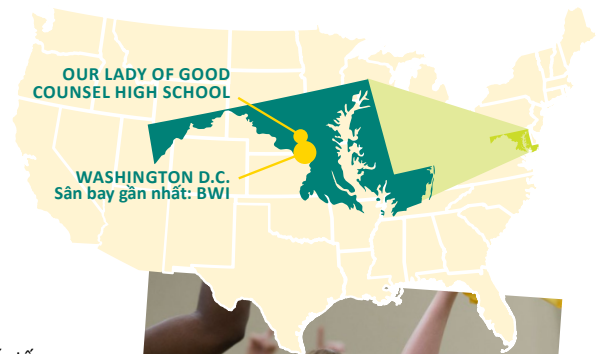 OUR LADY OF GOOD
COUNSEL HIGH SCHOOL
WASHINGTON D.C.
Sân bay gần nhất: BWI